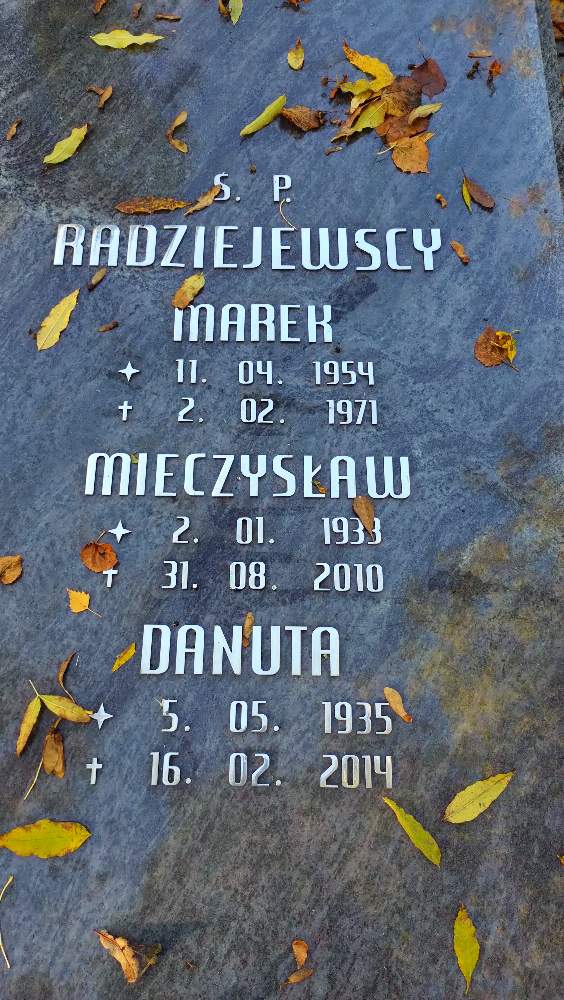 Ś. P.
RADZIEJEWSCY
MAREK
✦ 11. 04. 1954
✝ 2. 02. 1971
MIECZYSŁAW
✦ 2. 01. 1933
✝ 31. 08. 2010
DANUTA
✦ 5. 05. 1935
✝ 16. 02. 2014